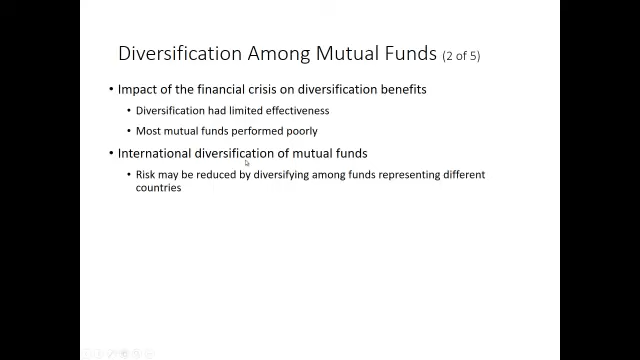 Diversification Among Mutual Funds (2 of 5)
• Impact of the financial crisis on diversification benefits
• Diversification had limited effectiveness
• Most mutual funds performed poorly
• International diversification of mutual funds
• Risk may be reduced by diversifying among funds representing different
countries